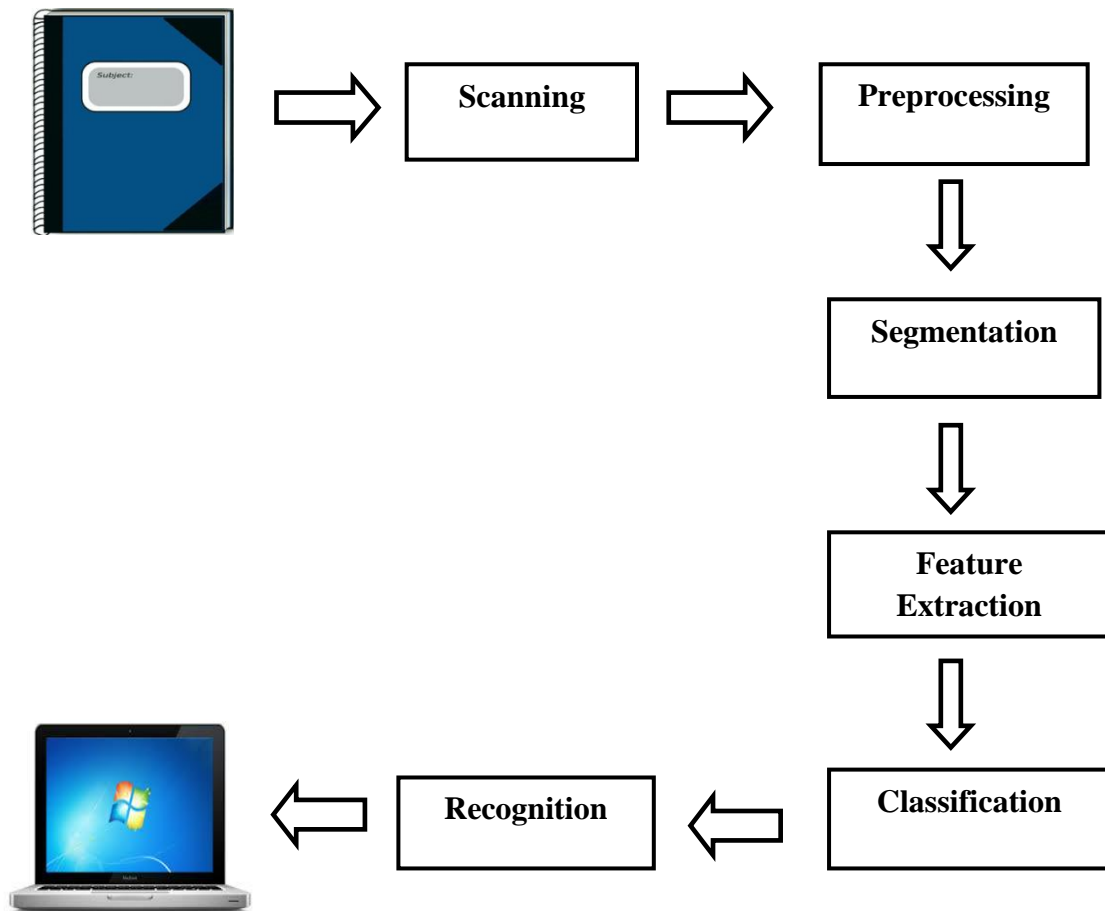 Subject:
Scanning
Preprocessing
Segmentation
Feature
Extraction
Classification
Recognition